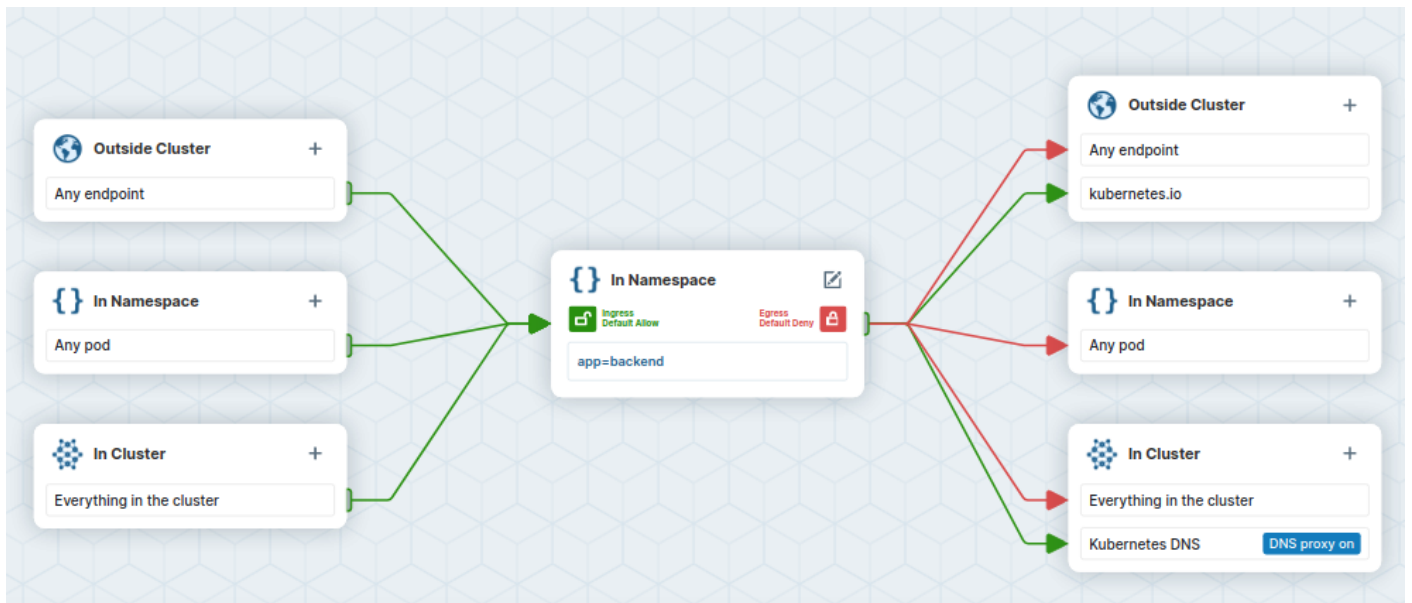 Outside Cluster
Any endpoint
In Namespace
Any pod
In Cluster
Everything in the cluster
In Namespace
Ingress
Default Allow
Egress
Default Deny
app=backend
Outside Cluster
Any endpoint
kubernetes.io
In Namespace
Any pod
In Cluster
Everything in the cluster
Kubernetes DNS DNS proxy on